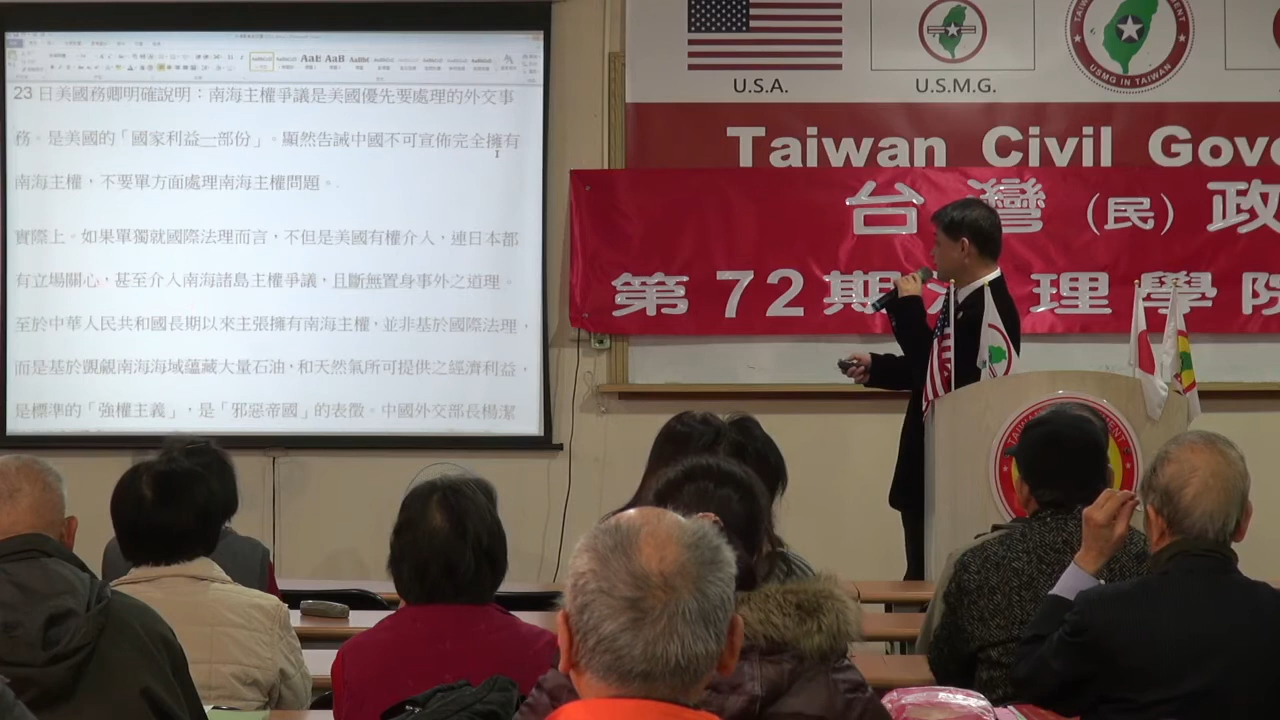 23 日美國務卿明確說明：南海主權爭議是美國優先要處理的外交事
務。是美國的「國家利益一部份」。顯然告誡中國不可宣佈完全擁有
南海主權，不要單方面處理南海主權問題。
實際上。如果單獨就國際法理而言，不但是美國有權介入，連日本都
有立場關心，甚至介入南海諸島主權爭議，且斷無置身事外之道理。
至於中華人民共和國長期以來主張擁有南海主權，並非基於國際法理，
而是基於覬覦南海海域蘊藏大量石油，和天然氣所可提供之經濟利益，
是標準的「強權主義」，是「邪惡帝國」的表徵。中國外交部長楊潔
U.S.A.
U.S.M.G.
USMG IN TAIWAN
Taiwan Civil Gove
台灣（民）政
第72期法理學院